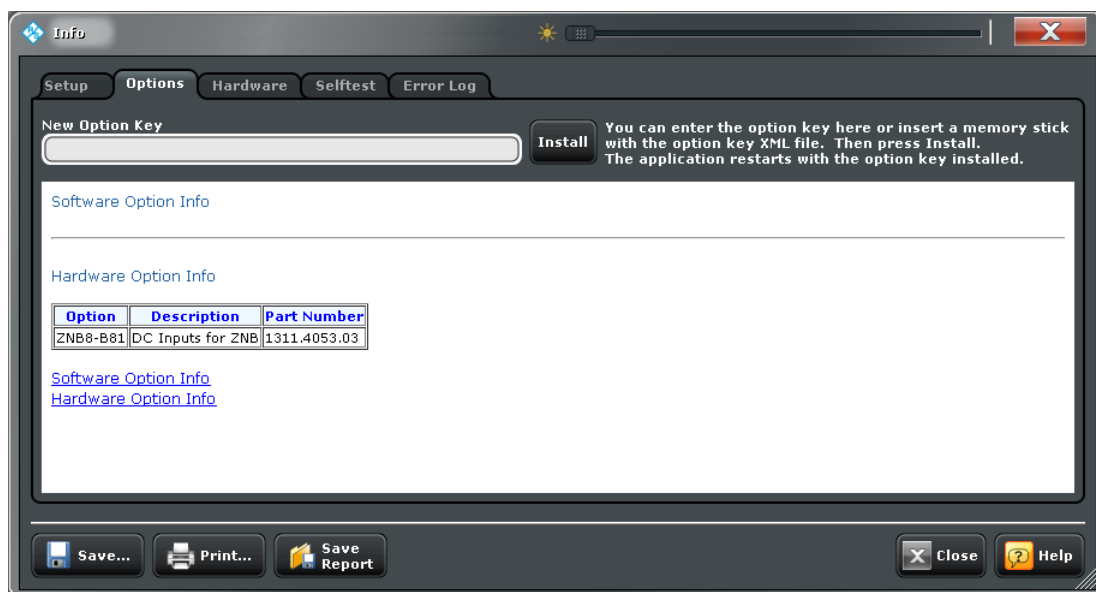 Info
X
Setup Options Hardware Selftest Error Log
New Option Key
Install
You can enter the option key here or insert a memory stick
with the option key XML file. Then press Install.
The application restarts with the option key installed.
Software Option Info
Hardware Option Info
Option Description Part Number
ZNB8-B81 DC Inputs for ZNB 1311.4053.03
Software Option Info
Hardware Option Info
Save...
Print...
Save
Report
X Close
? Help